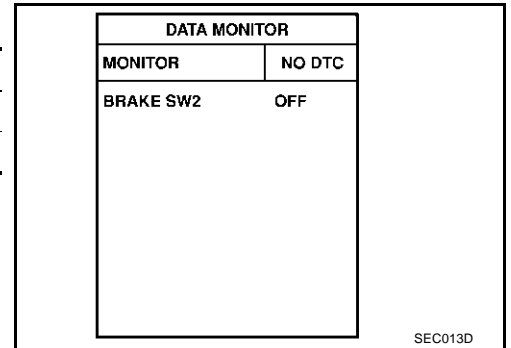 DATA MONITOR
MONITOR NO DTC
BRAKE SW2 OFF
SEC013D